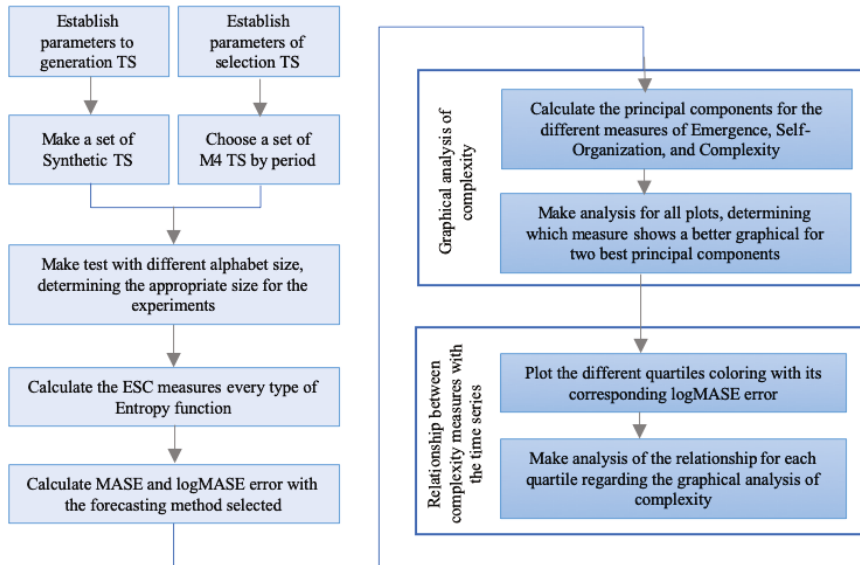 Establish
parameters to
generation TS
Establish
parameters of
selection TS
Make a set of
Synthetic TS
Choose a set of
M4 TS by period
Make test with different alphabet size,
determining the appropriate size for the
experiments
Calculate the ESC measures every type of
Entropy function
Calculate MASE and logMASE error with
the forecasting method selected
Graphical analysis of
complexity
Calculate the principal components for the
different measures of Emergence, Self-
Organization, and Complexity
Make analysis for all plots, determining
which measure shows a better graphical for
two best principal components
Relationship between
complexity measures with
the time series
Plot the different quartiles coloring with its
corresponding logMASE error
Make analysis of the relationship for each
quartile regarding the graphical analysis of
complexity